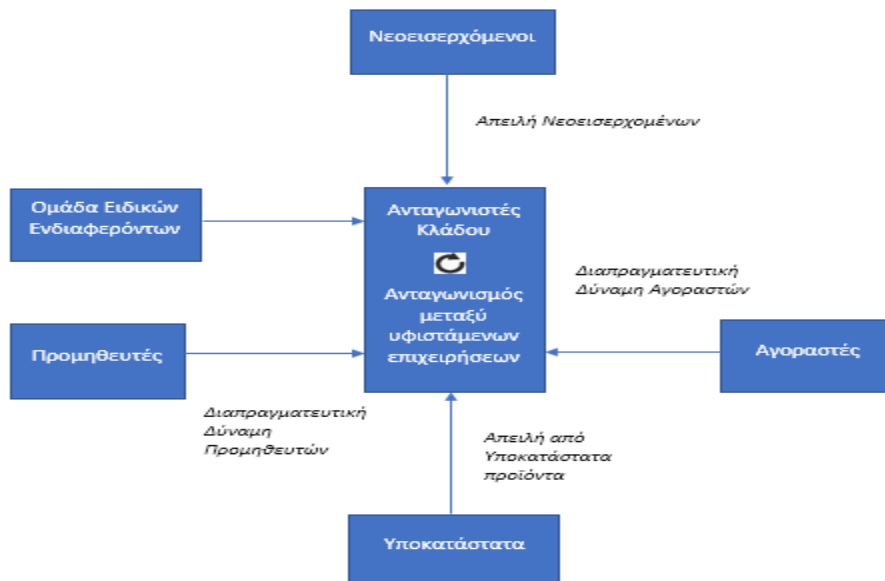 Νεοεισερχόμενοι
Απειλή Νεοεισερχομένων
Ομάδα Ειδικών
Ενδιαφερόντων
Ανταγωνιστές
Κλάδου
Ανταγωνισμός
μεταξύ
υφιστάμενων
επιχειρήσεων
Διαπραγματευτική
Δύναμη Αγοραστών
Προμηθευτές
Αγοραστές
Διαπραγματευτική
Δύναμη
Προμηθευτών
Απειλή από
Υποκατάστατα
προϊόντα
Υποκατάστατα